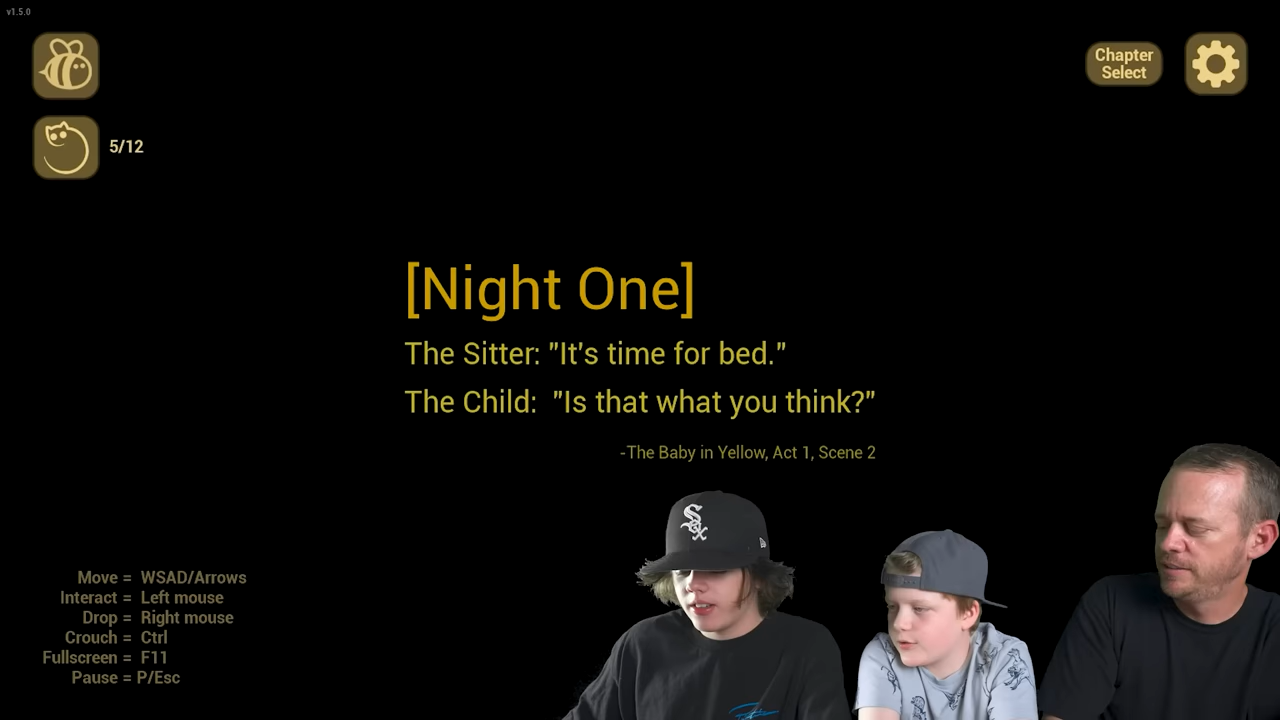 v1.5.0
Chapter
Select
5/12
[Night One]
The Sitter: "It's time for bed."
The Child: "Is that what you think?"
-The Baby in Yellow, Act 1, Scene 2
Sox
Move = WSAD/Arrows
Interact = Left mouse
Drop = Right mouse
Crouch = Ctrl
Fullscreen = F11
Pause = P/Esc